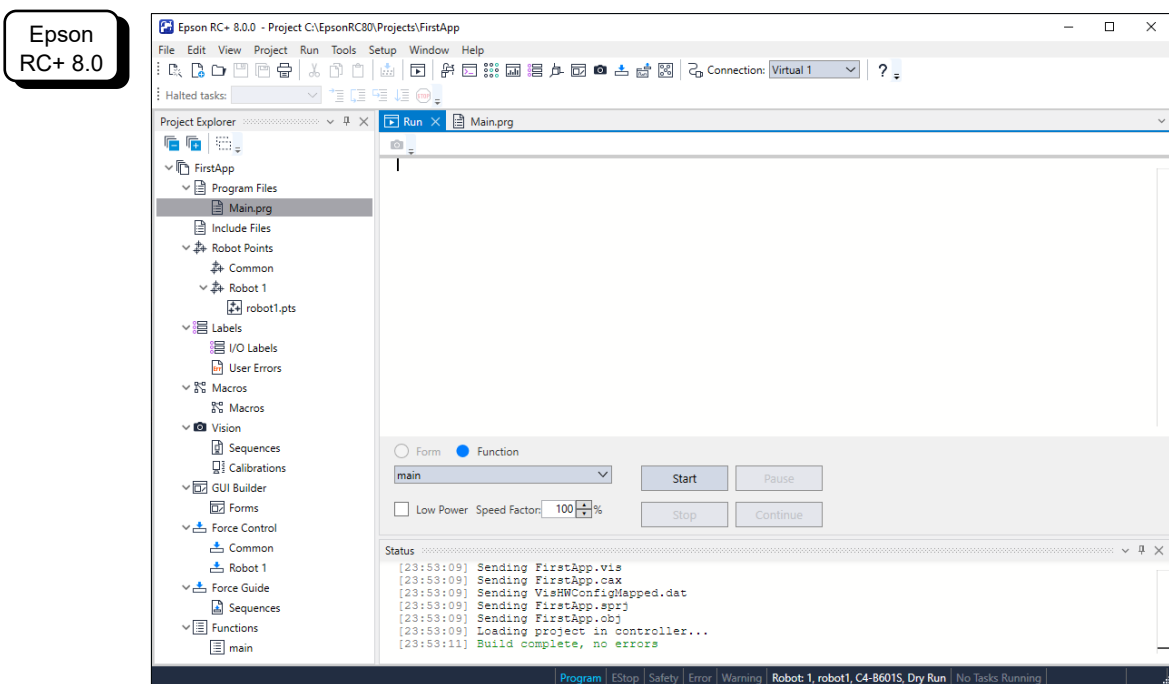 Epson
RC+ 8.0
Epson RC+ 8.0.0 - Project C:\EpsonRC80\Projects\FirstApp
File Edit View Project Run Tools Setup Window Help
Connection: Virtual 1
?
Halted tasks:
STOP
Project Explorer
Run
Main.prg
FirstApp
Program Files
Main.prg
Include Files
Robot Points
Common
Robot 1
robot1.pts
Labels
I/O Labels
User Errors
Macros
Macros
Vision
Sequences
Calibrations
GUI Builder
Forms
Force Control
Common
Robot 1
Force Guide
Sequences
Functions
main
Form Function
main
Start Pause
Low Power Speed Factor: 100 %
Stop Continue
Status
[23:53:09] Sending FirstApp.vis
[23:53:09] Sending FirstApp.cax
[23:53:09] Sending VisHWConfigMapped.dat
[23:53:09] Sending FirstApp.sprj
[23:53:09] Sending FirstApp.obj
[23:53:09] Loading project in controller...
[23:53:11] Build complete, no errors
Program EStop Safety Error Warning Robot: 1, robot1, C4-B601S, Dry Run No Tasks Running